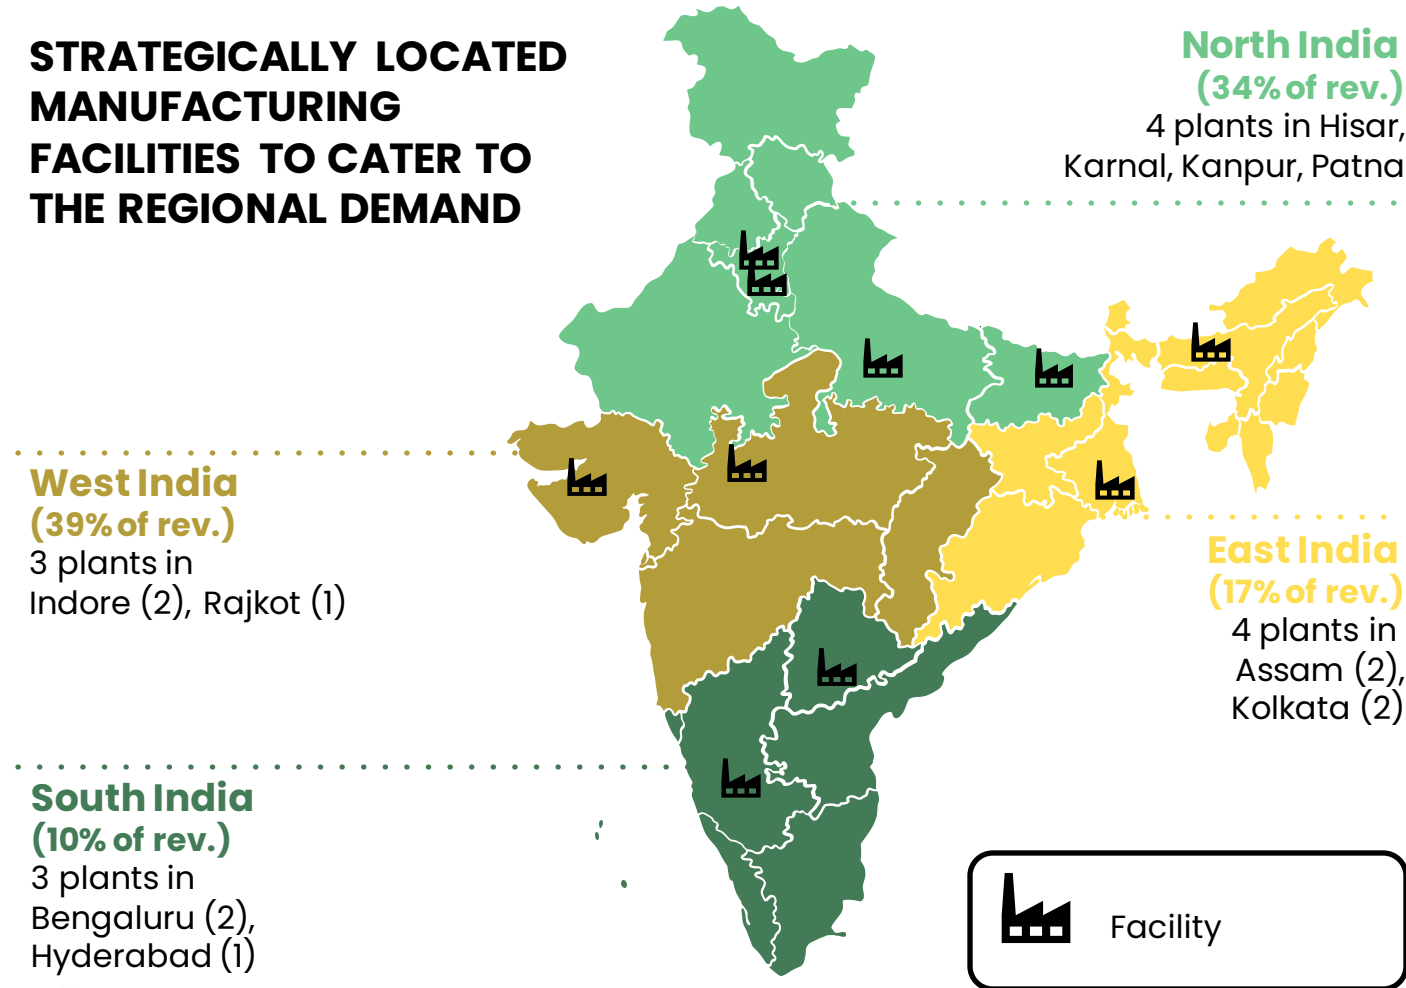 STRATEGICALLY LOCATED
MANUFACTURING
FACILITIES TO CATER TO
THE REGIONAL DEMAND
North India
(34% of rev.)
4 plants in Hisar,
Karnal, Kanpur, Patna
West India
(39% of rev.)
3 plants in
Indore (2), Rajkot (1)
East India
(17% of rev.)
4 plants in
Assam (2),
Kolkata (2)
South India
(10% of rev.)
3 plants in
Bengaluru (2),
Hyderabad (1)
Facility